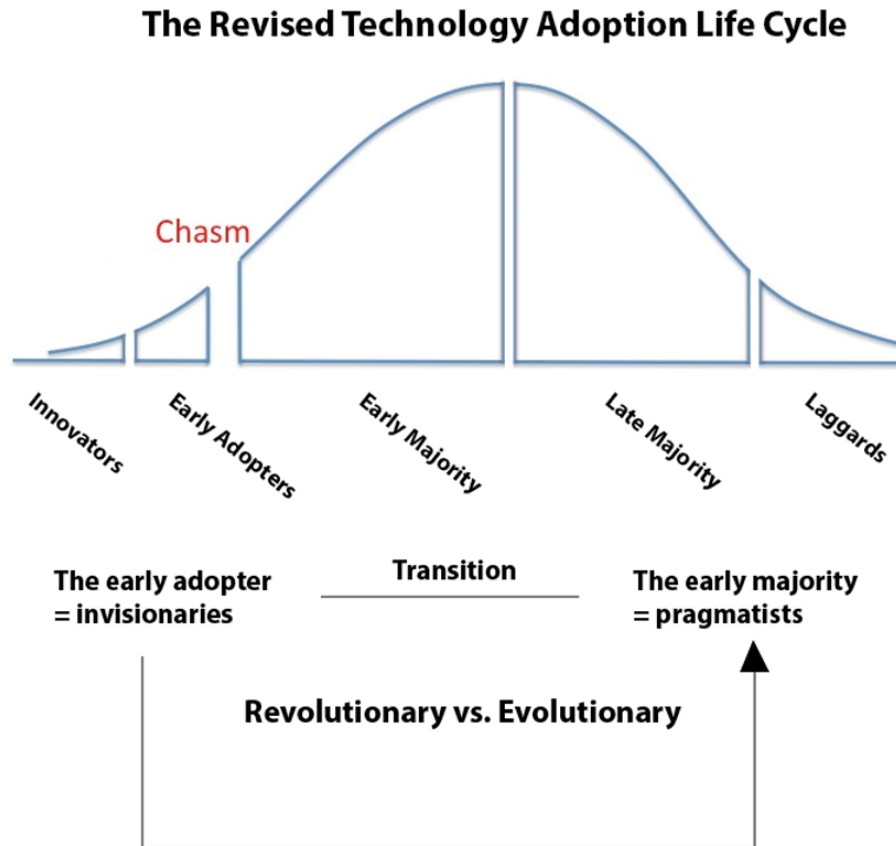 The Revised Technology Adoption Life Cycle
Chasm
Innovators
Early Adopters
Early Majority
Late Majority
Laggards
The early adopter
= invisionaries
Transition
The early majority
= pragmatists
Revolutionary vs. Evolutionary